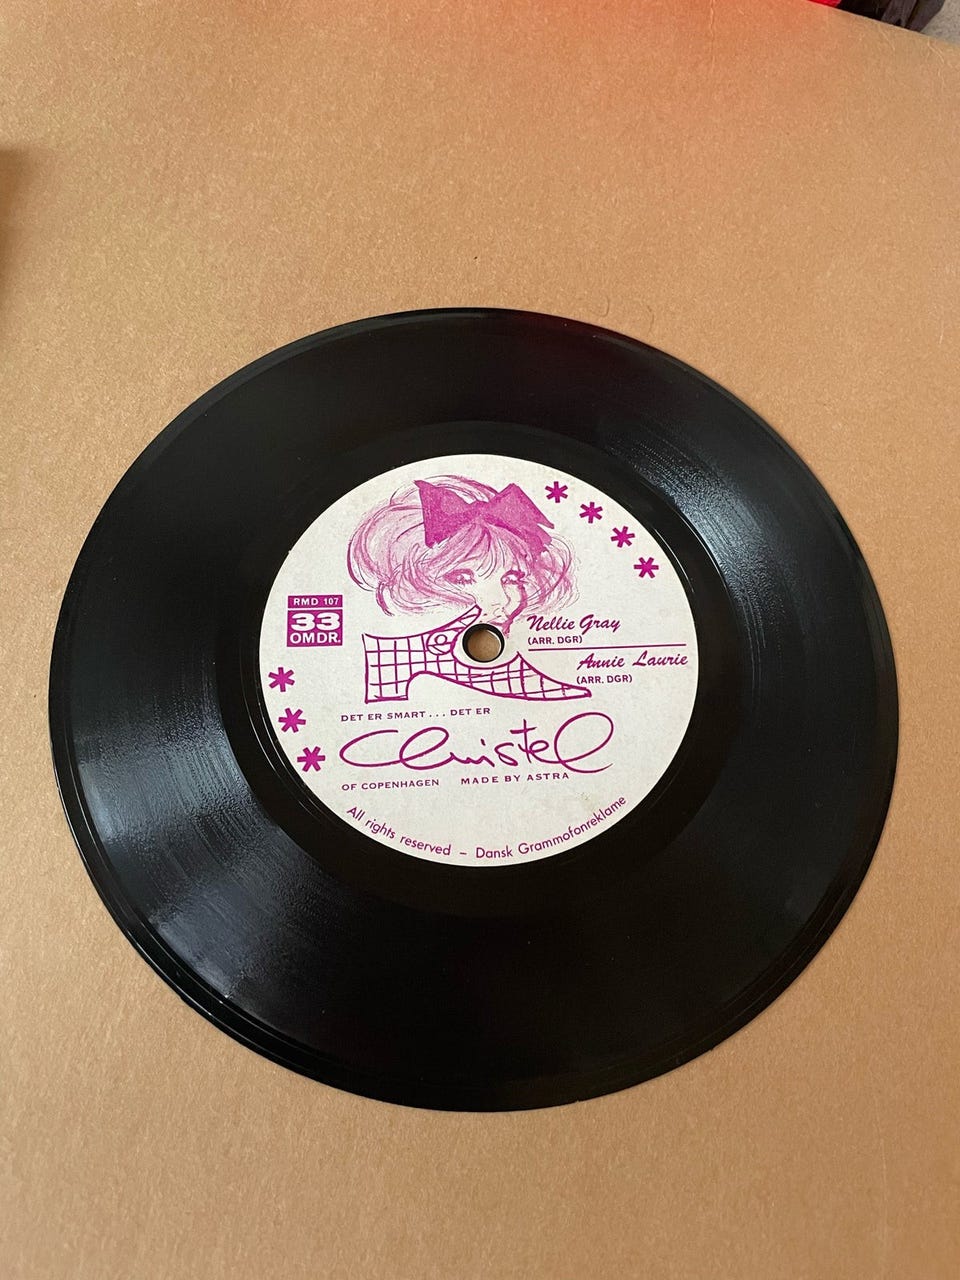 RMD 107
33
OMDR.
Nellie Gray
(ARR. DGR)
Annie Laurie
(ARR. DGR)
DET ER SMART... DET ER
Christel
OF COPENHAGEN MADE BY ASTRA
All rights reserved – Dansk Grammofonreklame